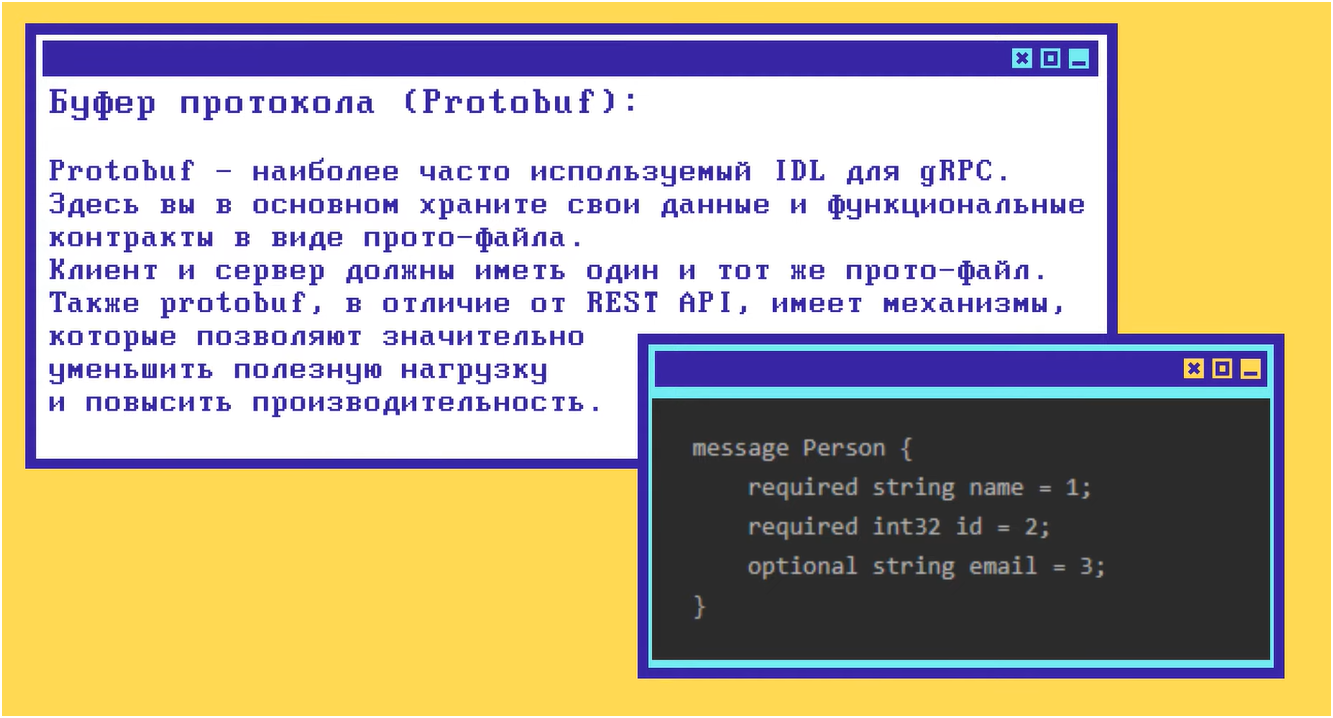 Буфер протокола (Protobuf):
Protobuf - наиболее часто используемый IDL для gRPC.
Здесь вы в основном храните свои данные и функциональные
контракты в виде прото-файла.
Клиент и сервер должны иметь один и тот же прото-файл.
Также protobuf, в отличие от REST API, имеет механизмы,
которые позволяют значительно
уменьшить полезную нагрузку
и повысить производительность.
message Person {
    required string name = 1;
    required int32 id = 2;
    optional string email = 3;
}